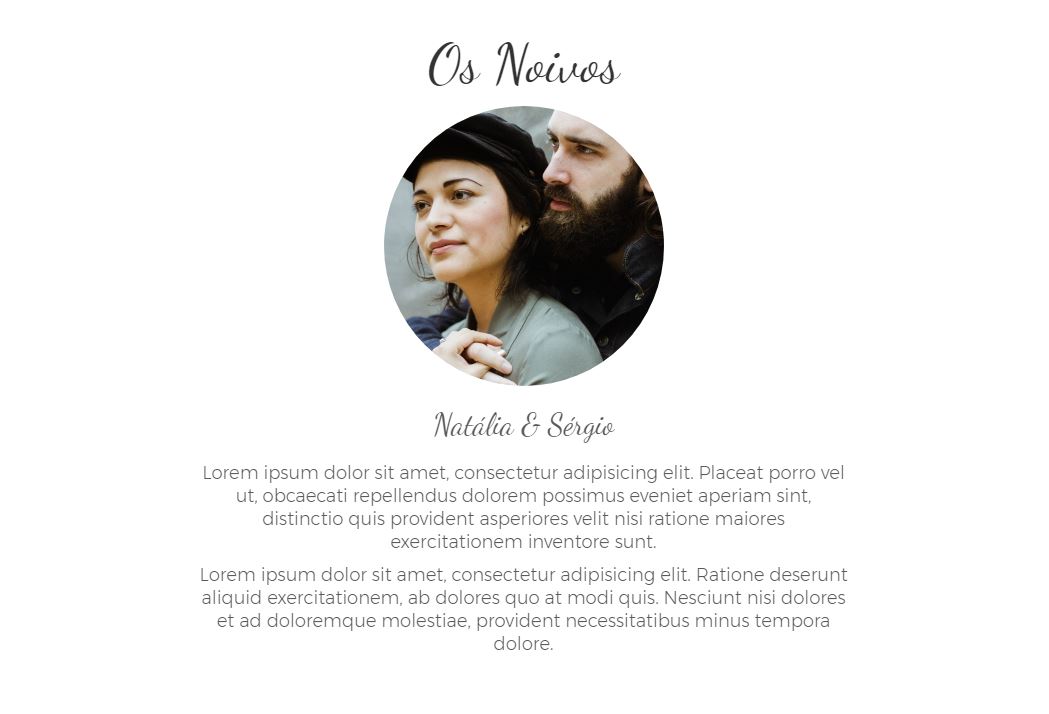 Os Noivos
Natália & Sérgio
Lorem ipsum dolor sit amet, consectetur adipisicing elit. Placeat porro vel
ut, obcaecati repellendus dolorem possimus eveniet aperiam sint,
distinctio quis provident asperiores velit nisi ratione maiores
exercitationem inventore sunt.
Lorem ipsum dolor sit amet, consectetur adipisicing elit. Ratione deserunt
aliquid exercitationem, ab dolores quo at modi quis. Nesciunt nisi dolores
et ad doloremque molestiae, provident necessitatibus minus tempora
dolore.